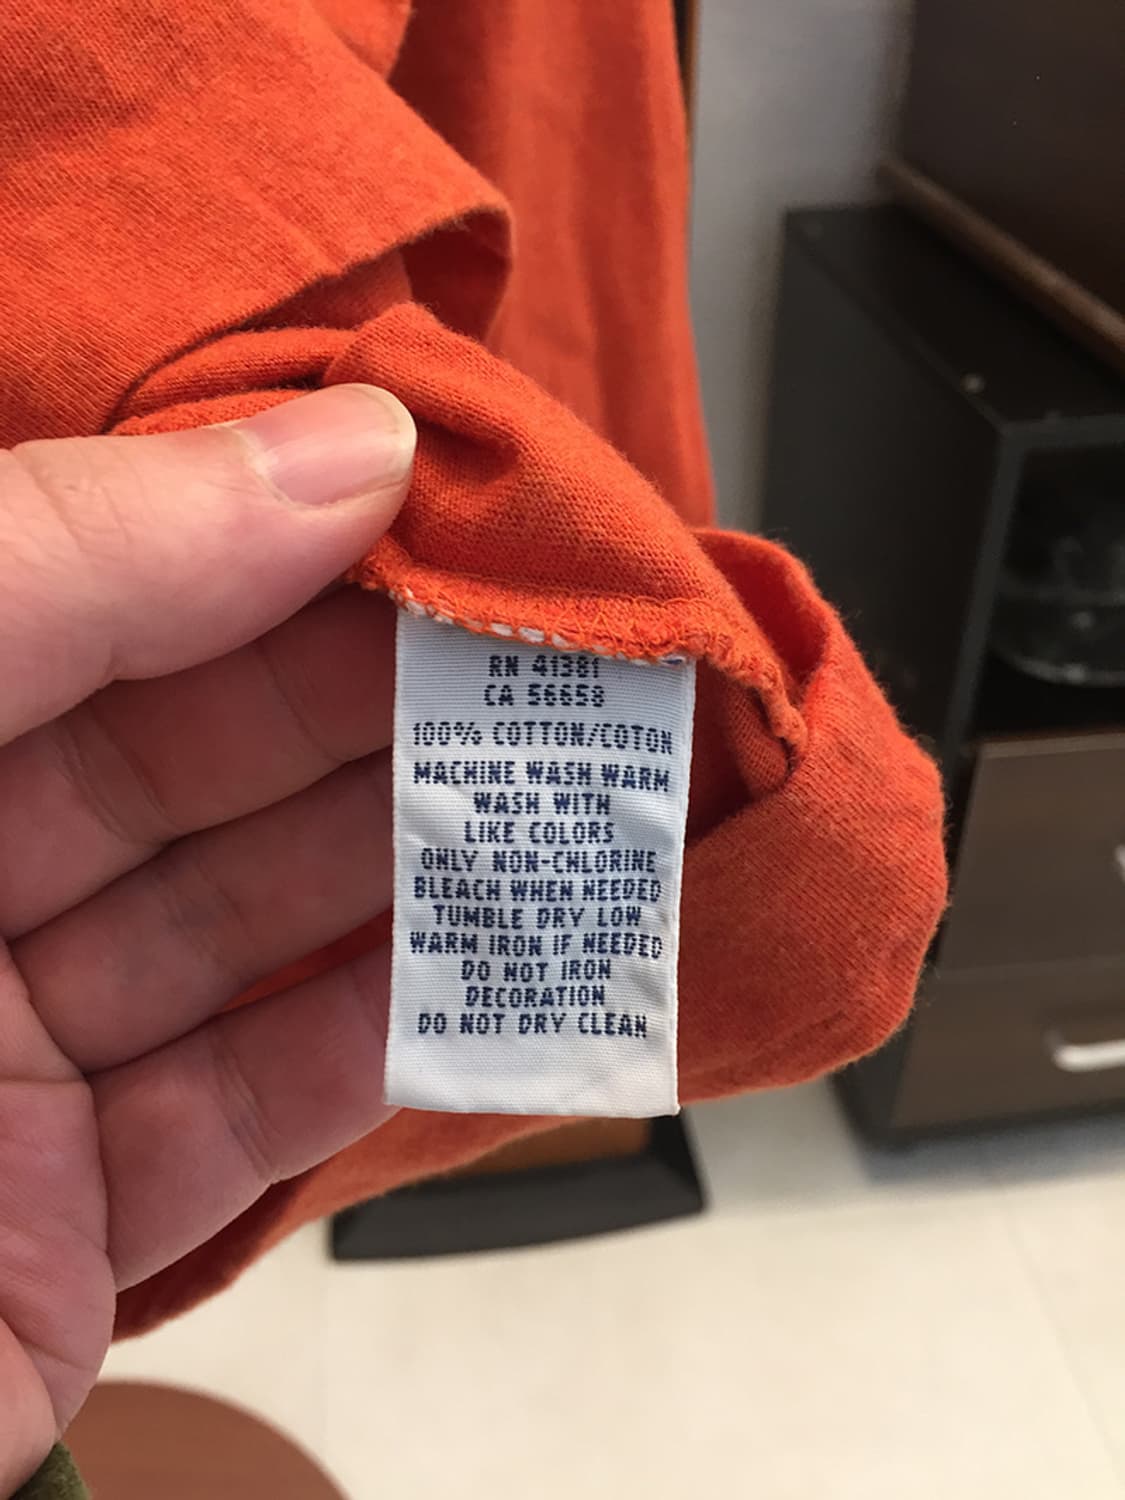 RN 41381
CA 56658
100% COTTON/COTON
MACHINE WASH WARM
WASH WITH
LIKE COLORS
ONLY NON-CHLORINE
BLEACH WHEN NEEDED
TUMBLE DRY LOW
WARM IRON IF NEEDED
DO NOT IRON
DECORATION
DO NOT DRY CLEAN